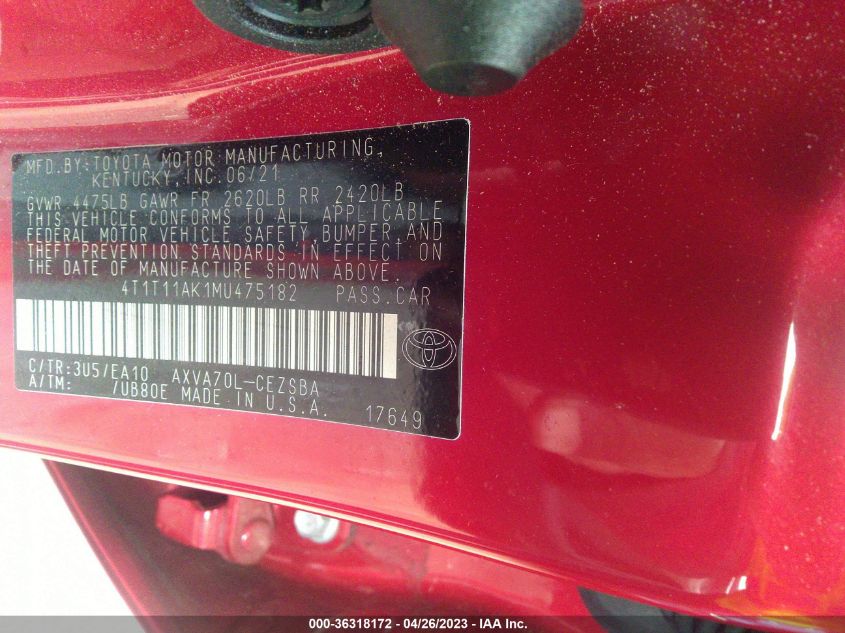 MFD.BY:TOYOTA MOTOR MANUFACTURING,
KENTUCKY, INC. 06/21
GVWR 4475LB GAWR FR 2620LB RR 2420LB
THIS VEHICLE CONFORMS TO ALL APPLICABLE
FEDERAL MOTOR VEHICLE SAFETY, BUMPER, AND
THEFT PREVENTION STANDARDS IN EFFECT ON
THE DATE OF MANUFACTURE SHOWN ABOVE.
4T1T11AK1MU475182 PASS.CAR
C/TR:3U5/EA10 AXVA70L-CEZSBA
A/TM: 7UB80E MADE IN U.S.A. 17649
000-36318172 - 04/26/2023 - IAA Inc.